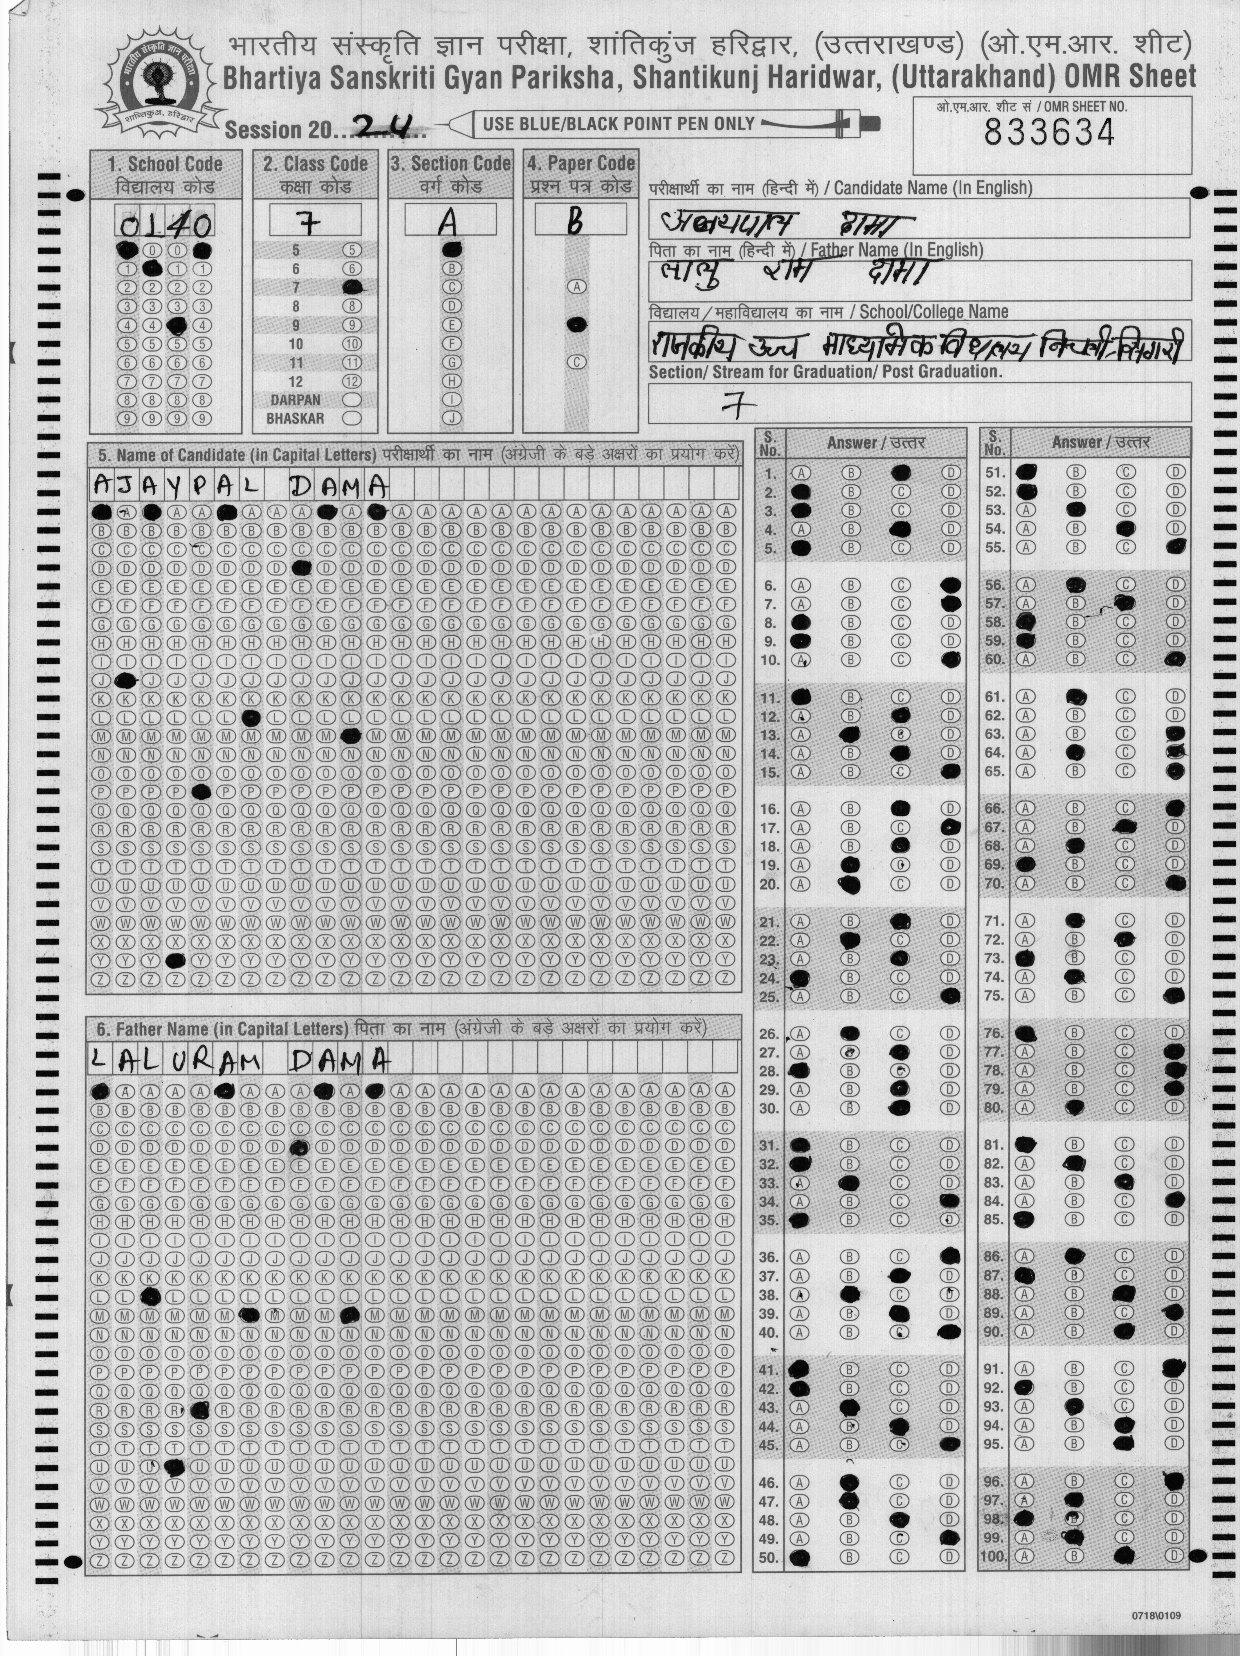 भारतीय संस्कृति ज्ञान परीक्षा, शांतिकुंज हरिद्वार, (उत्तराखण्ड) (ओ.एम.आर. शीट)
Bhartiya Sanskriti Gyan Pariksha, Shantikunj Haridwar, (Uttarakhand) OMR Sheet
Session 20...24...
USE BLUE/BLACK POINT PEN ONLY
ओ.एम.आर. शीट सं / OMR SHEET NO.
833634
1. School Code
विद्यालय कोड
0140
2. Class Code
कक्षा कोड
7
5
6
7
8
9
10
11
12
DARPAN
BHASKAR
3. Section Code
वर्ग कोड
A
4. Paper Code
प्रश्न पत्र कोड
B
परीक्षार्थी का नाम (हिन्दी में) / Candidate Name (In English)
अजयपाल डामा
पिता का नाम (हिन्दी में) / Father Name (In English)
लालु राम डामा
विद्यालय / महाविद्यालय का नाम / School/College Name
राजकीय उच्च माध्यमिक निचली
Section/ Stream for Graduation/ Post Graduation.
7
5. Name of Candidate (in Capital Letters) परीक्षार्थी का नाम (अंग्रेजी के बड़े अक्षरों का प्रयोग करें)
AJAYPAL DAMA
6. Father Name (in Capital Letters) पिता का नाम (अंग्रेजी के बड़े अक्षरों का प्रयोग करें)
LALURAM DAMA
S. No. Answer / उत्तर
S. No. Answer / उत्तर
0718\0109